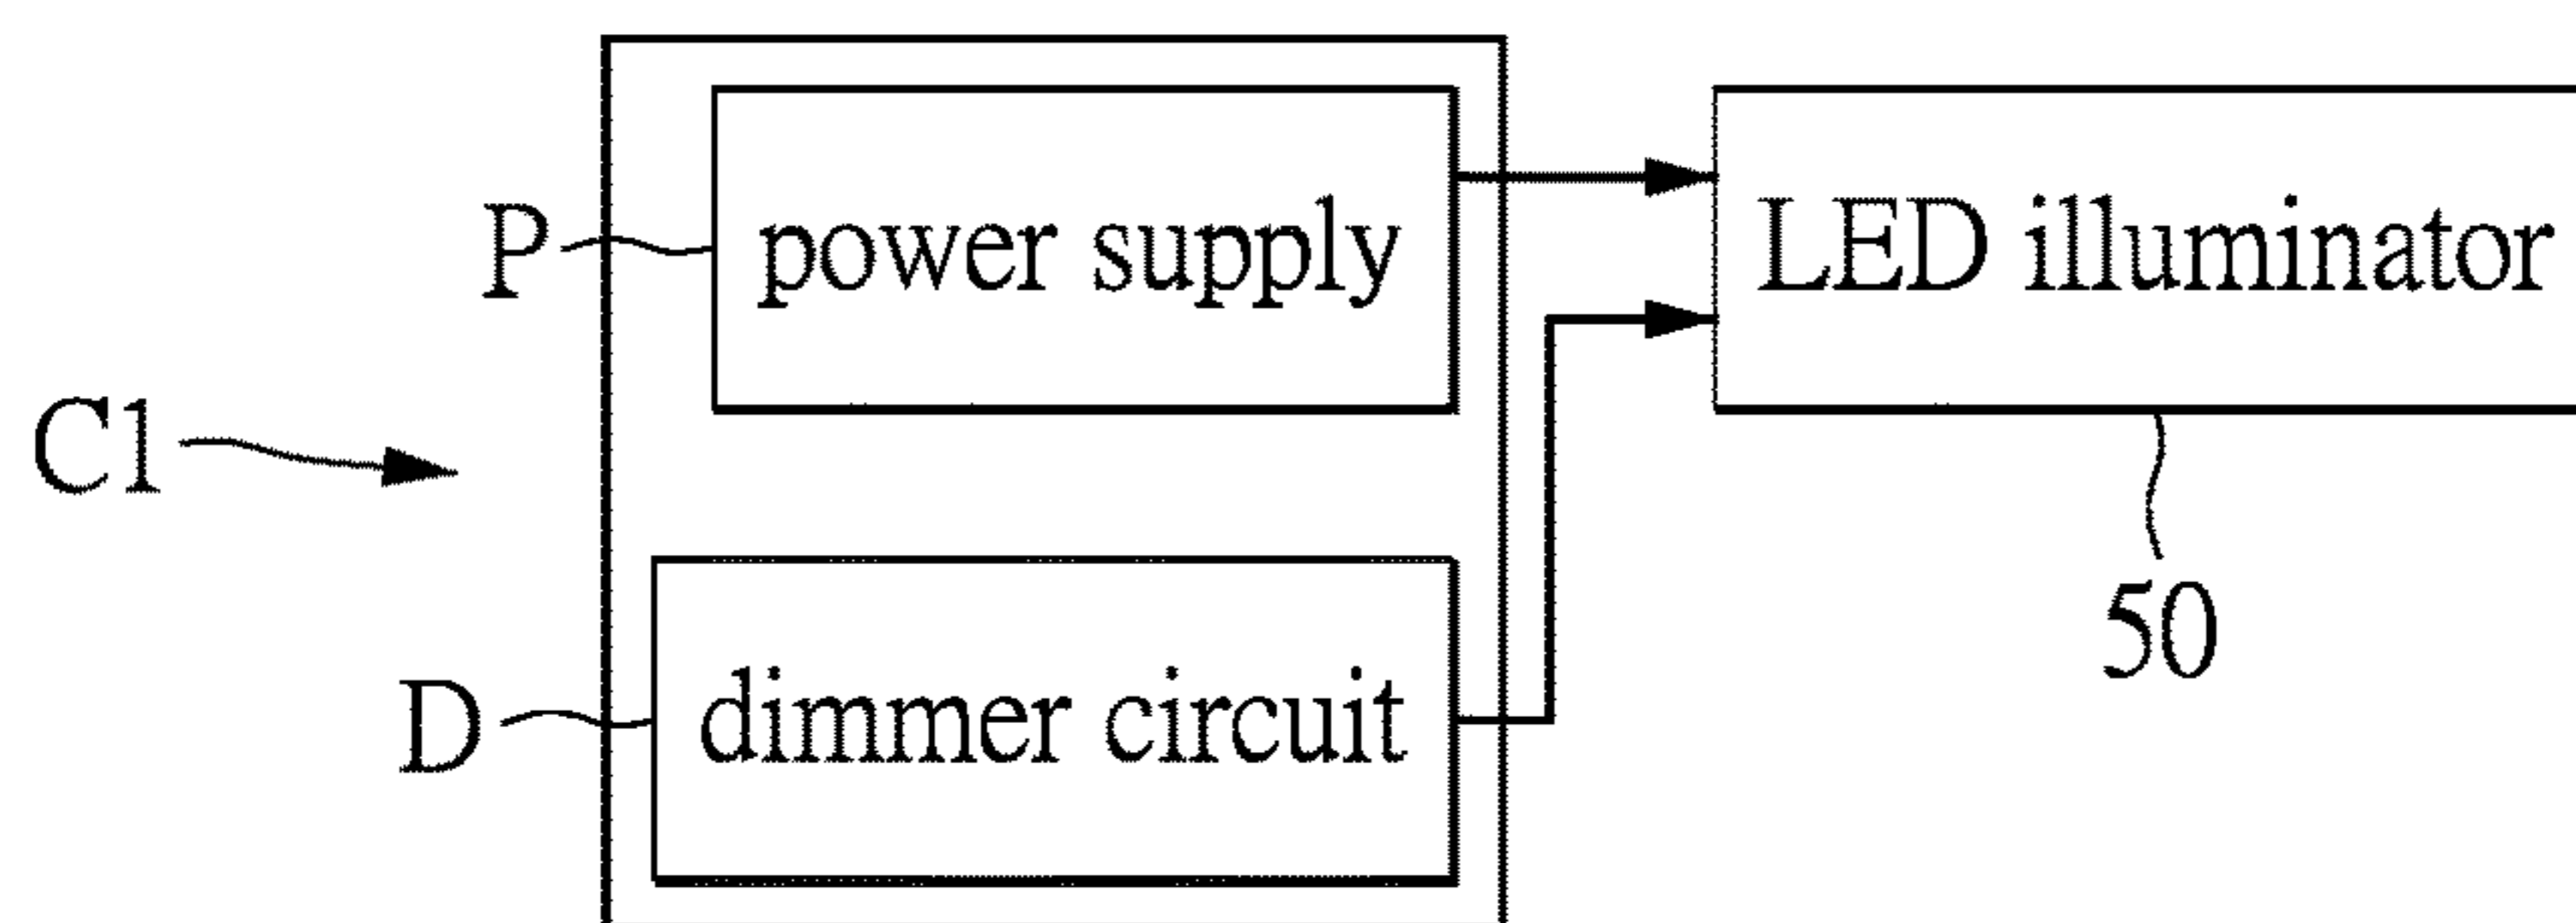 P
power supply
LED illuminator
C1
50
D
dimmer circuit